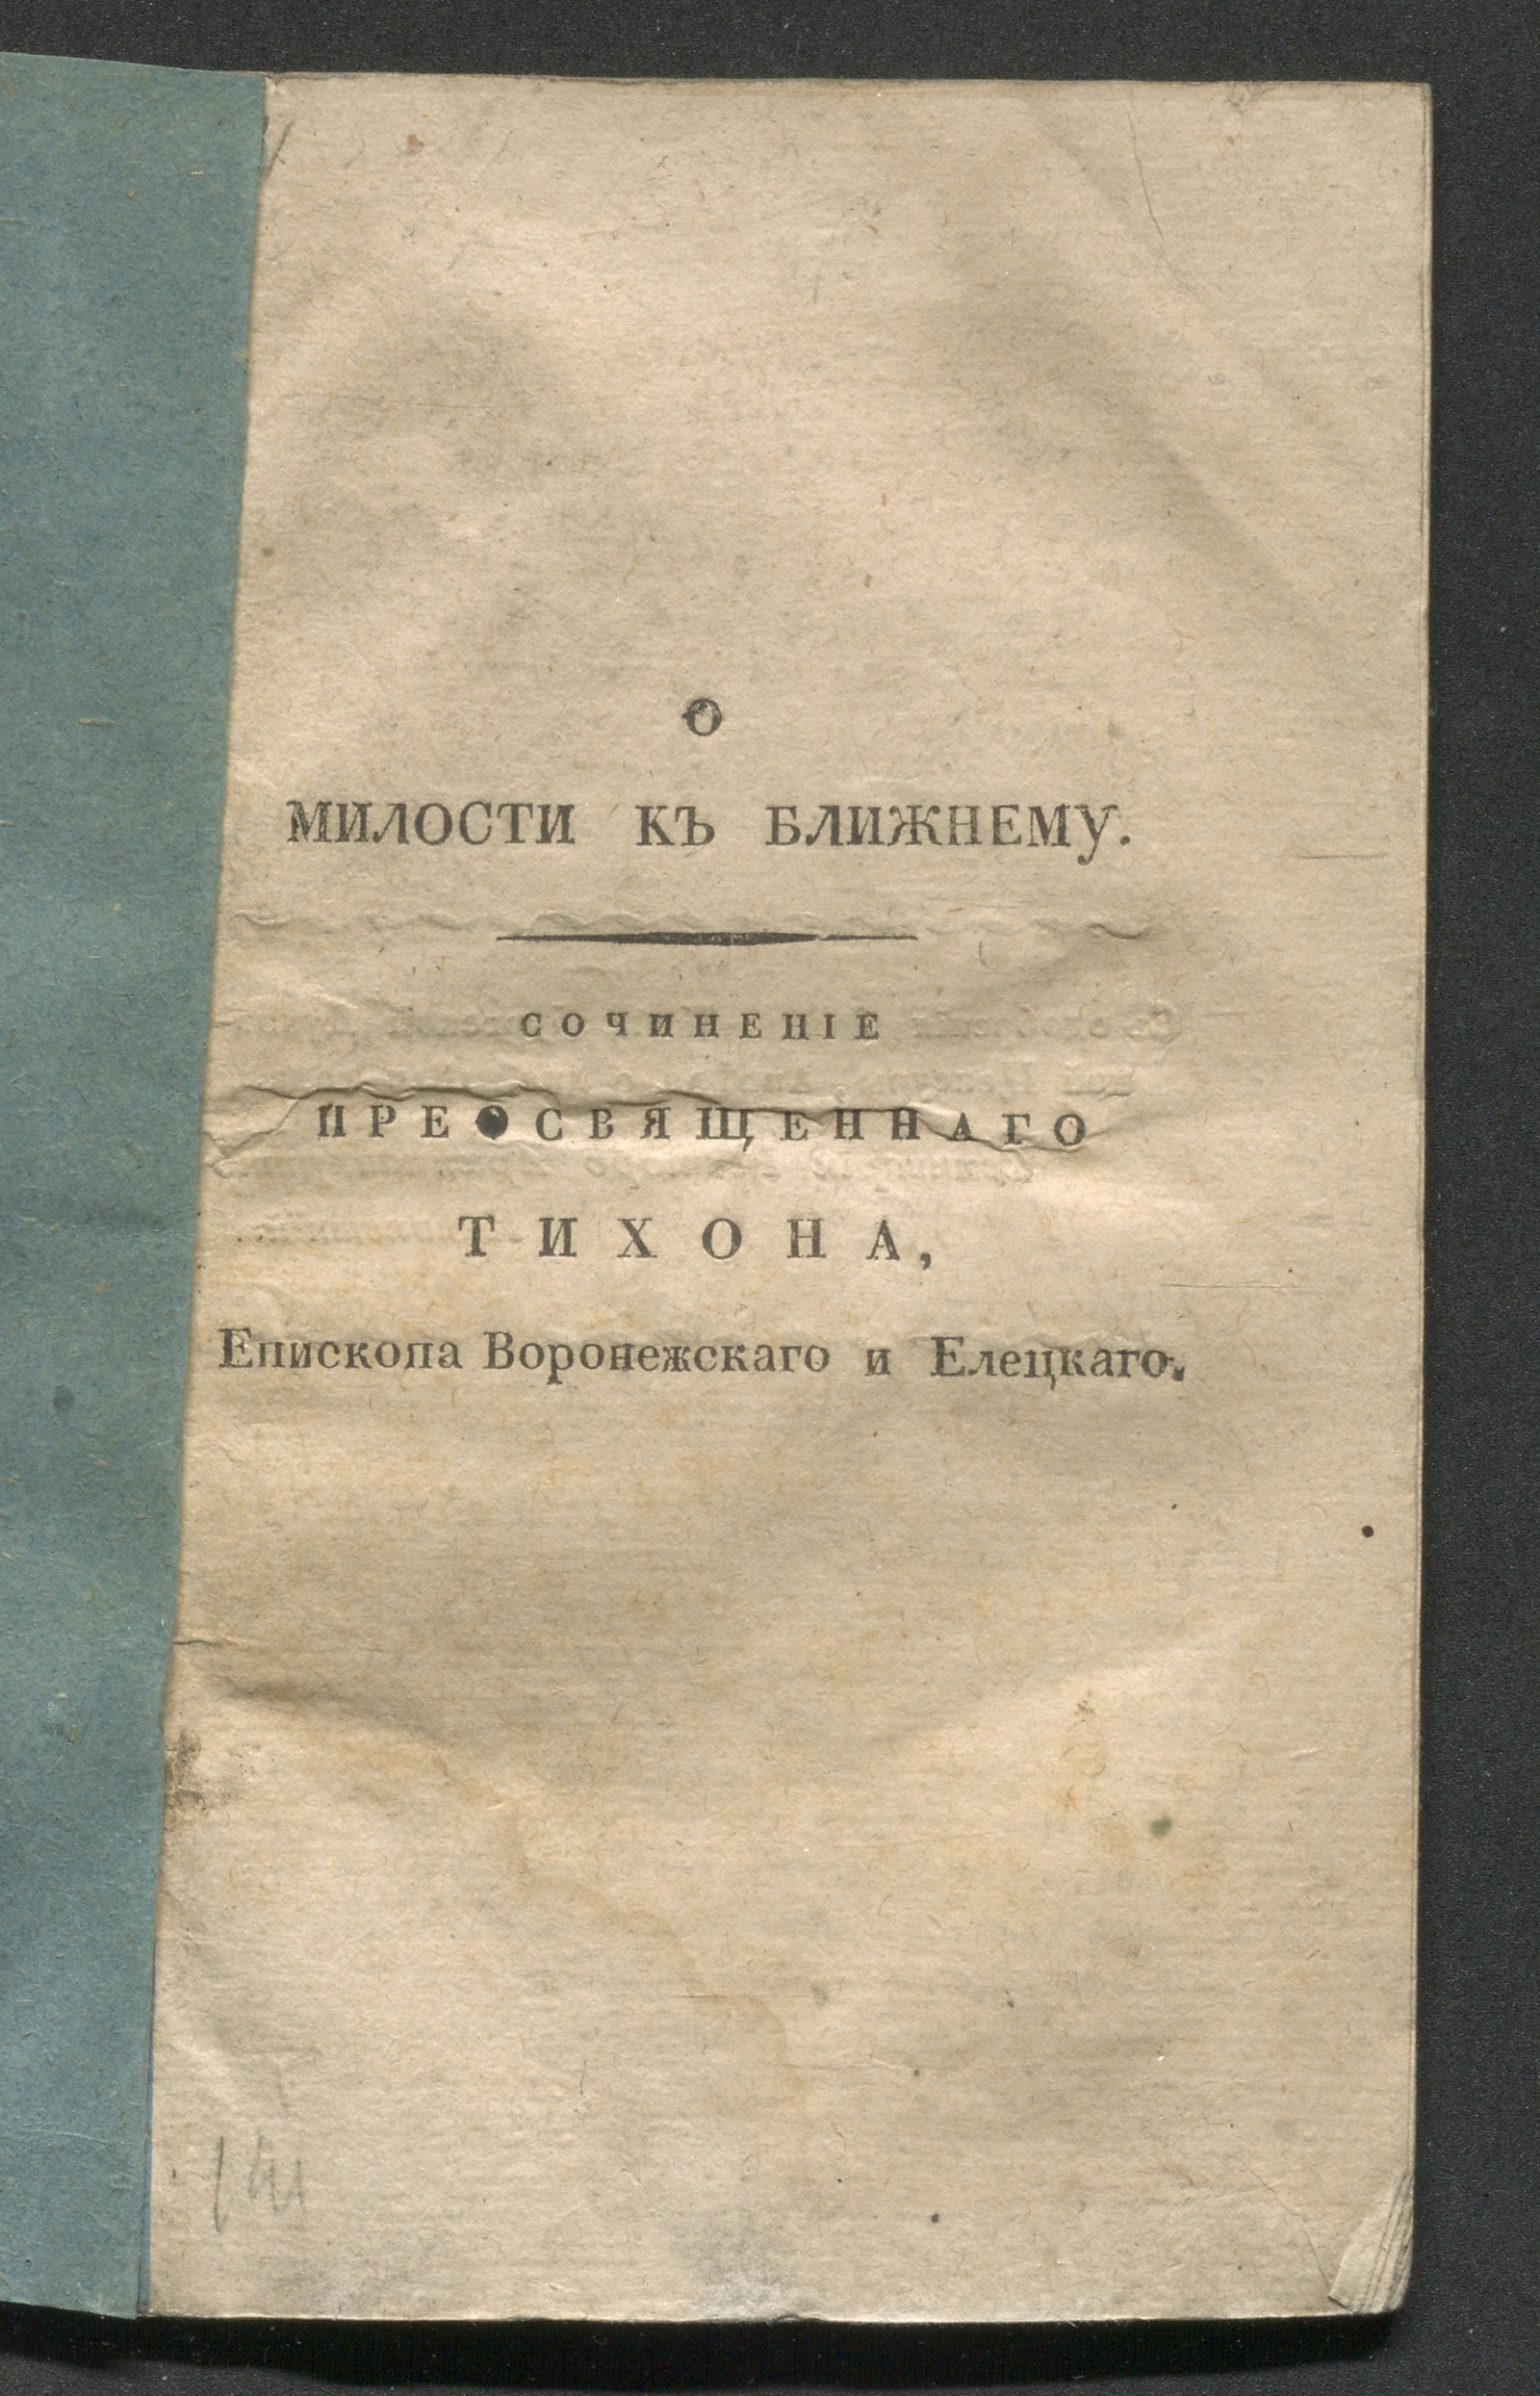 О
МИЛОСТИ КЪ БЛИЖНЕМУ.
СОЧИНЕНІЕ
ПРЕОСВЯЩЕННАГО
ТИХОНА,
Епископа Воронежскаго и Елецкаго.